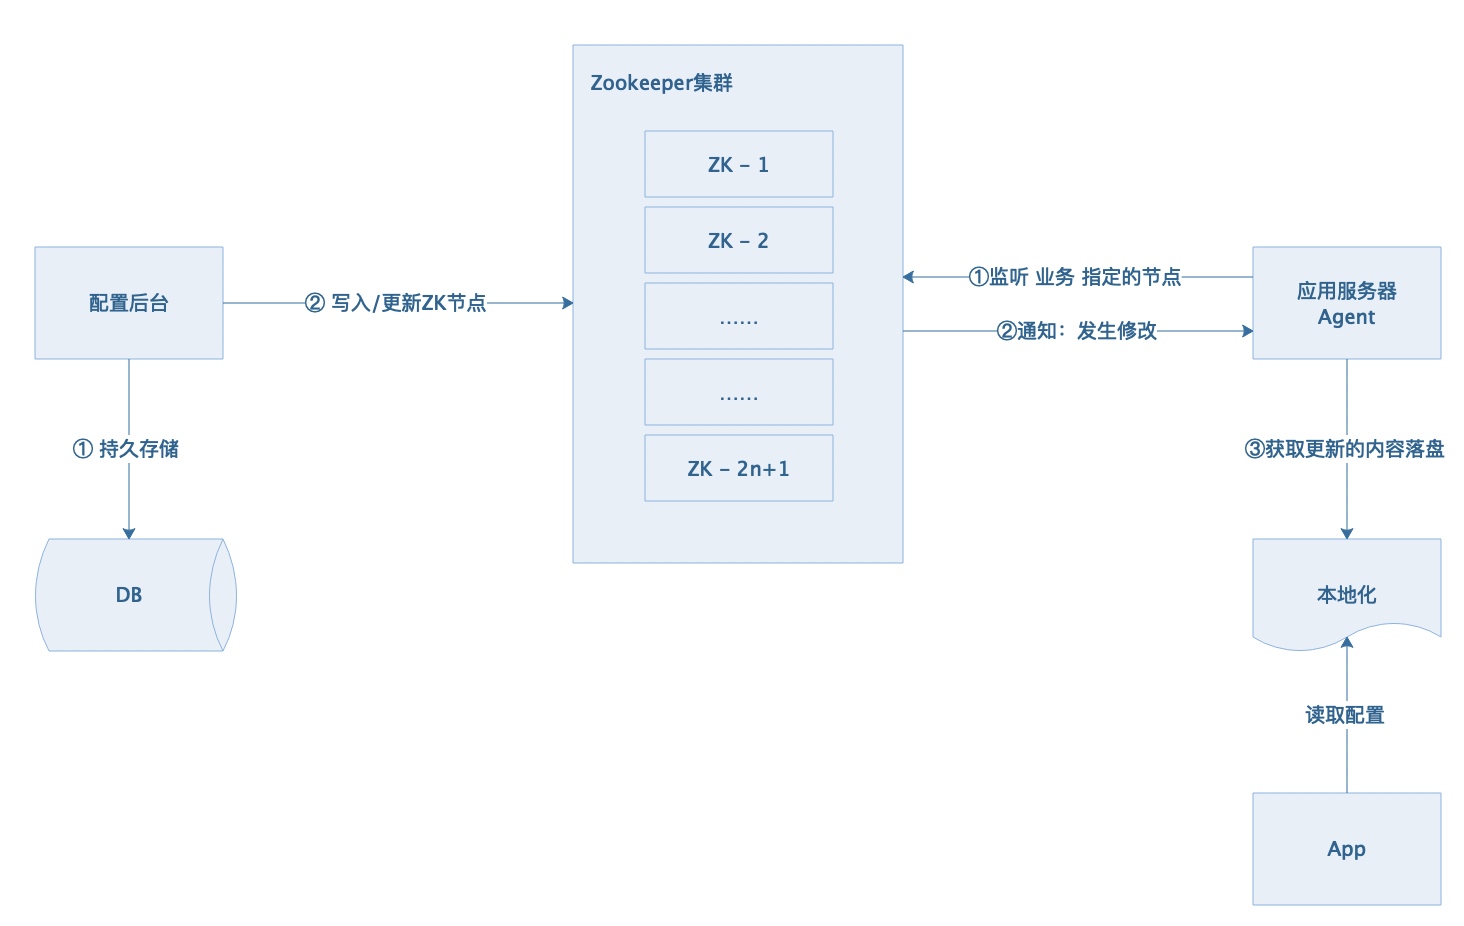 Zookeeper集群
ZK - 1
ZK - 2
......
......
ZK - 2n+1
配置后台
② 写入/更新ZK节点
① 持久存储
DB
①监听 业务 指定的节点
②通知：发生修改
应用服务器
Agent
③获取更新的内容落盘
本地化
读取配置
App